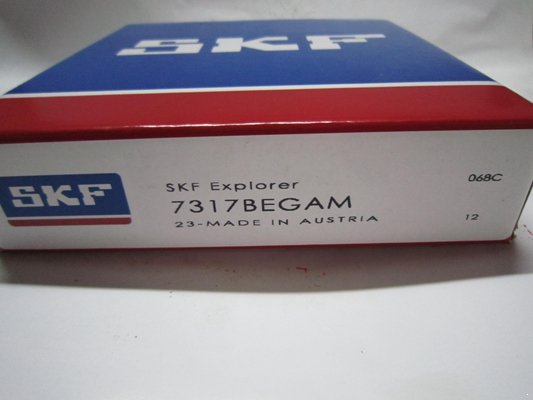 SKF
SKF
SKF Explorer
7317BEGAM
23-MADE IN AUSTRIA
068C
12